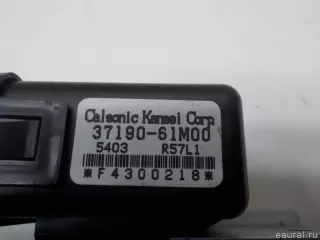 Calsonic Kansei Corp
37190-61M00
5403 R57L1
*F4300218*
eaural.ru